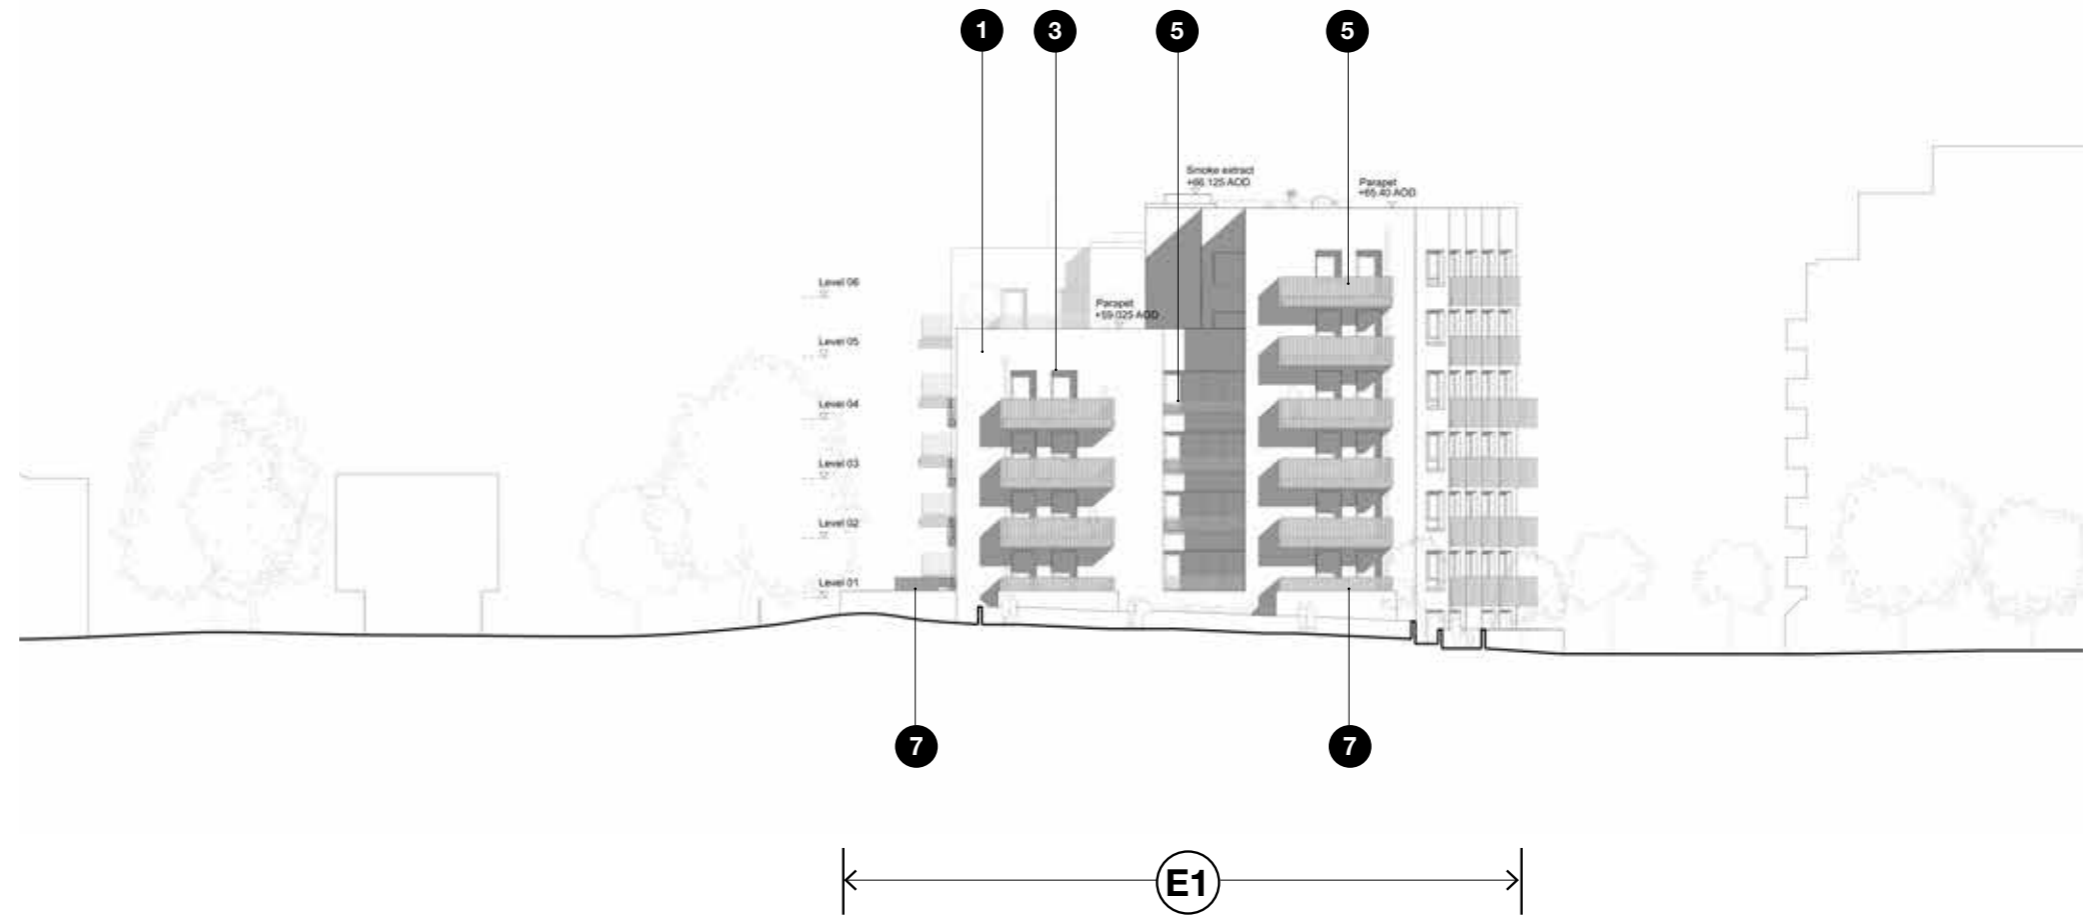 1 3 5 5
Smoke extract
+66.125 AOD
Parapet
+65.40 AOD
Level 06
Parapet
+59.025 AOD
Level 05
Level 04
Level 03
Level 02
Level 01
7 7
E1